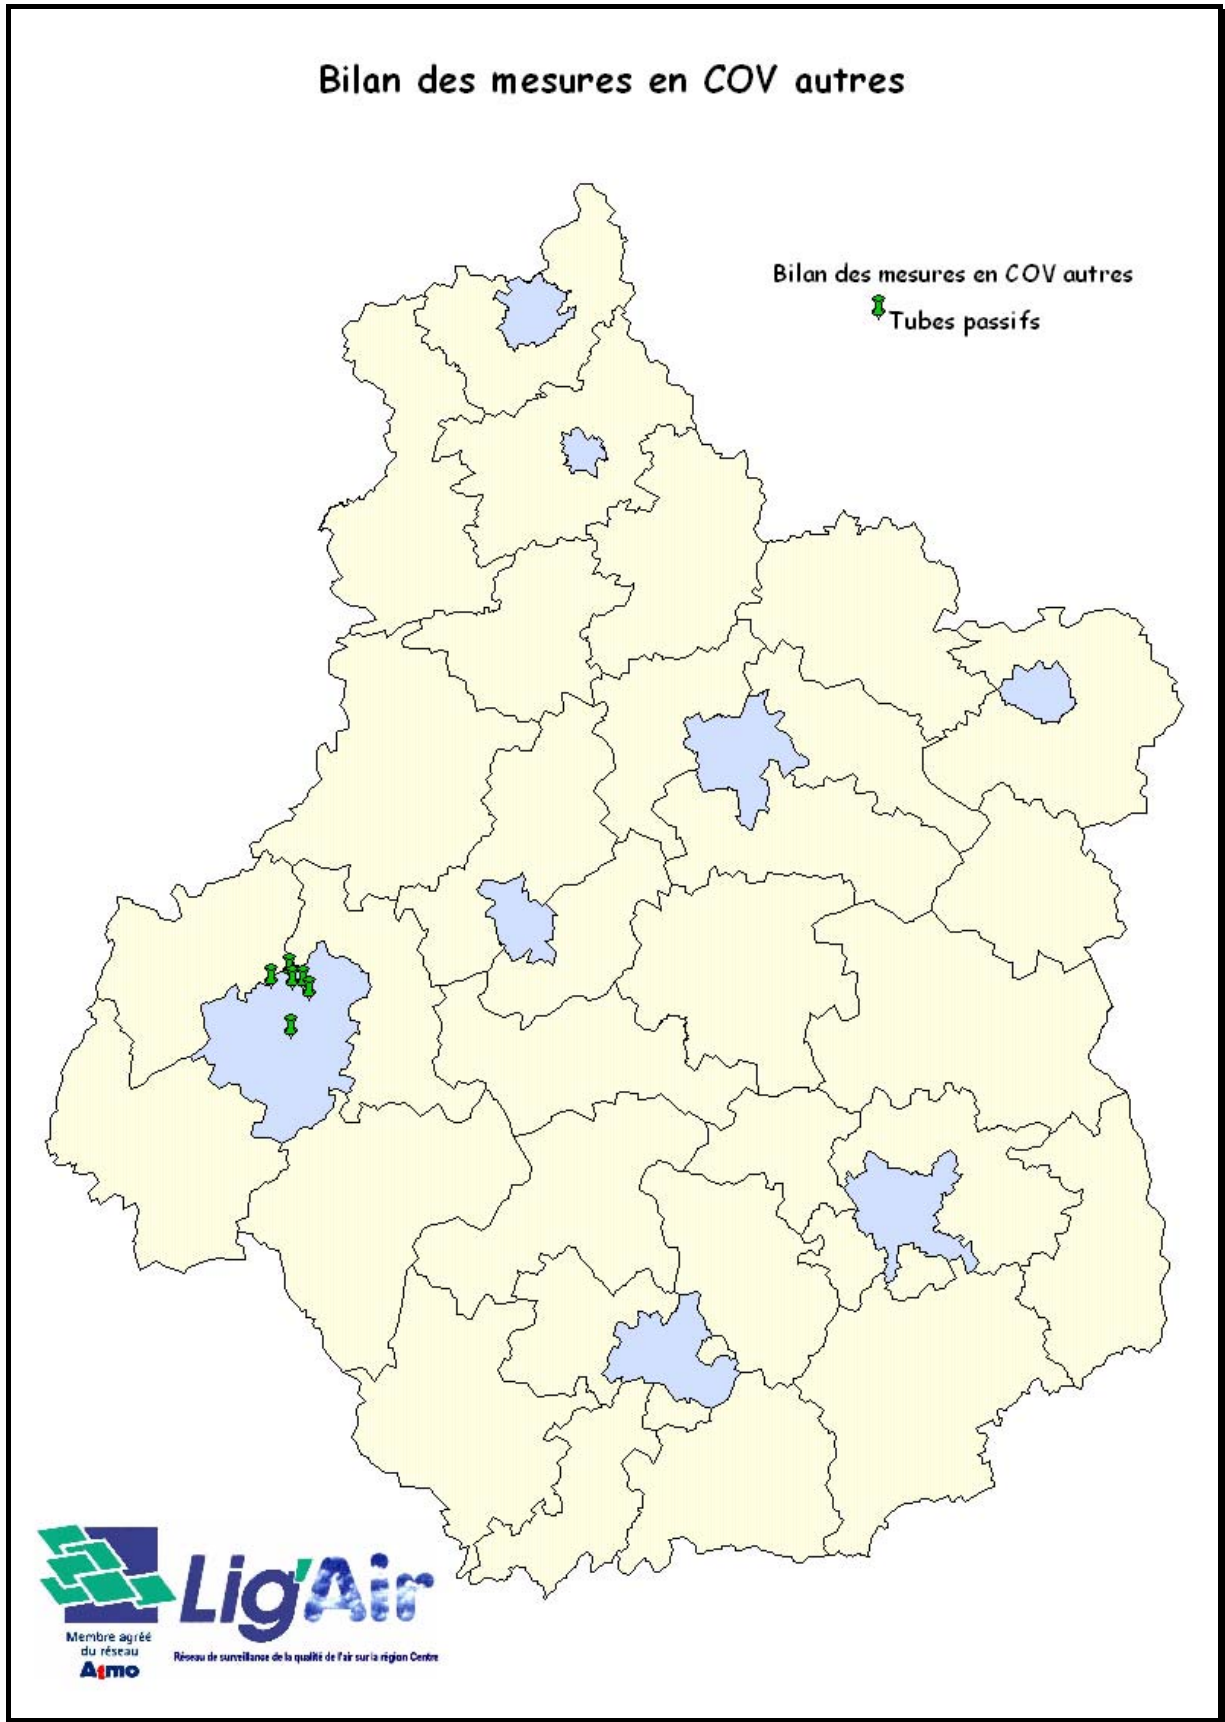 Bilan des mesures en COV autres
Bilan des mesures en COV autres
Tubes passifs
Lig'Air
Membre agréé
du réseau
Atmo
Réseau de surveillance de la qualité de l'air sur la région Centre